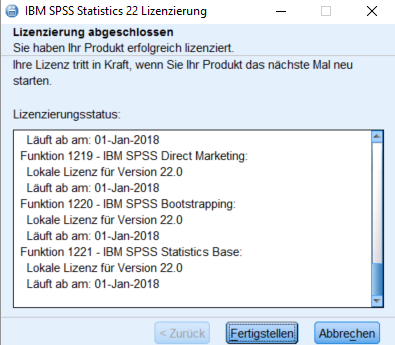 IBM SPSS Statistics 22 Lizenzierung
Lizenzierung abgeschlossen
Sie haben Ihr Produkt erfolgreich lizenziert.
Ihre Lizenz tritt in Kraft, wenn Sie Ihr Produkt das nächste Mal neu
starten.
Lizenzierungsstatus:
Läuft ab am: 01-Jan-2018
Funktion 1219 - IBM SPSS Direct Marketing:
Lokale Lizenz für Version 22.0
Läuft ab am: 01-Jan-2018
Funktion 1220 - IBM SPSS Bootstrapping:
Lokale Lizenz für Version 22.0
Läuft ab am: 01-Jan-2018
Funktion 1221 - IBM SPSS Statistics Base:
Lokale Lizenz für Version 22.0
Läuft ab am: 01-Jan-2018
< Zurück Fertigstellen Abbrechen